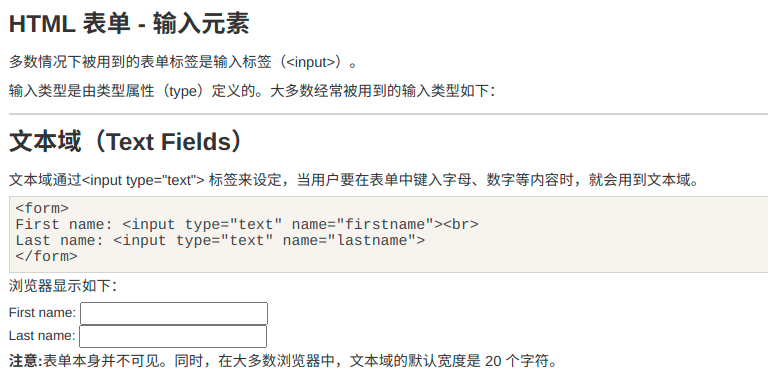 HTML 表单 - 输入元素
多数情况下被用到的表单标签是输入标签（<input>）。
输入类型是由类型属性（type）定义的。大多数经常被用到的输入类型如下：
文本域（Text Fields）
文本域通过<input type="text"> 标签来设定，当用户要在表单中键入字母、数字等内容时，就会用到文本域。
<form>
First name: <input type="text" name="firstname"><br>
Last name: <input type="text" name="lastname">
</form>
浏览器显示如下：
First name:
Last name:
注意:表单本身并不可见。同时，在大多数浏览器中，文本域的默认宽度是 20 个字符。